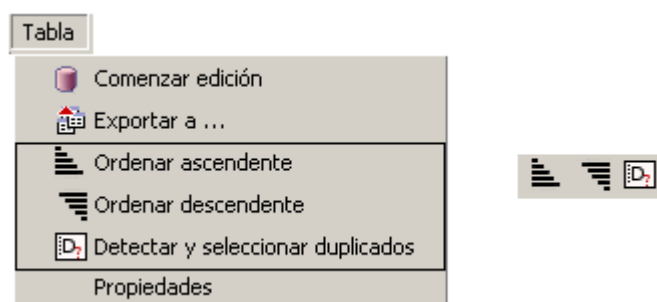 Tabla
Comenzar edición
Exportar a ...
Ordenar ascendente
Ordenar descendente
D? Detectar y seleccionar duplicados
D?
Propiedades